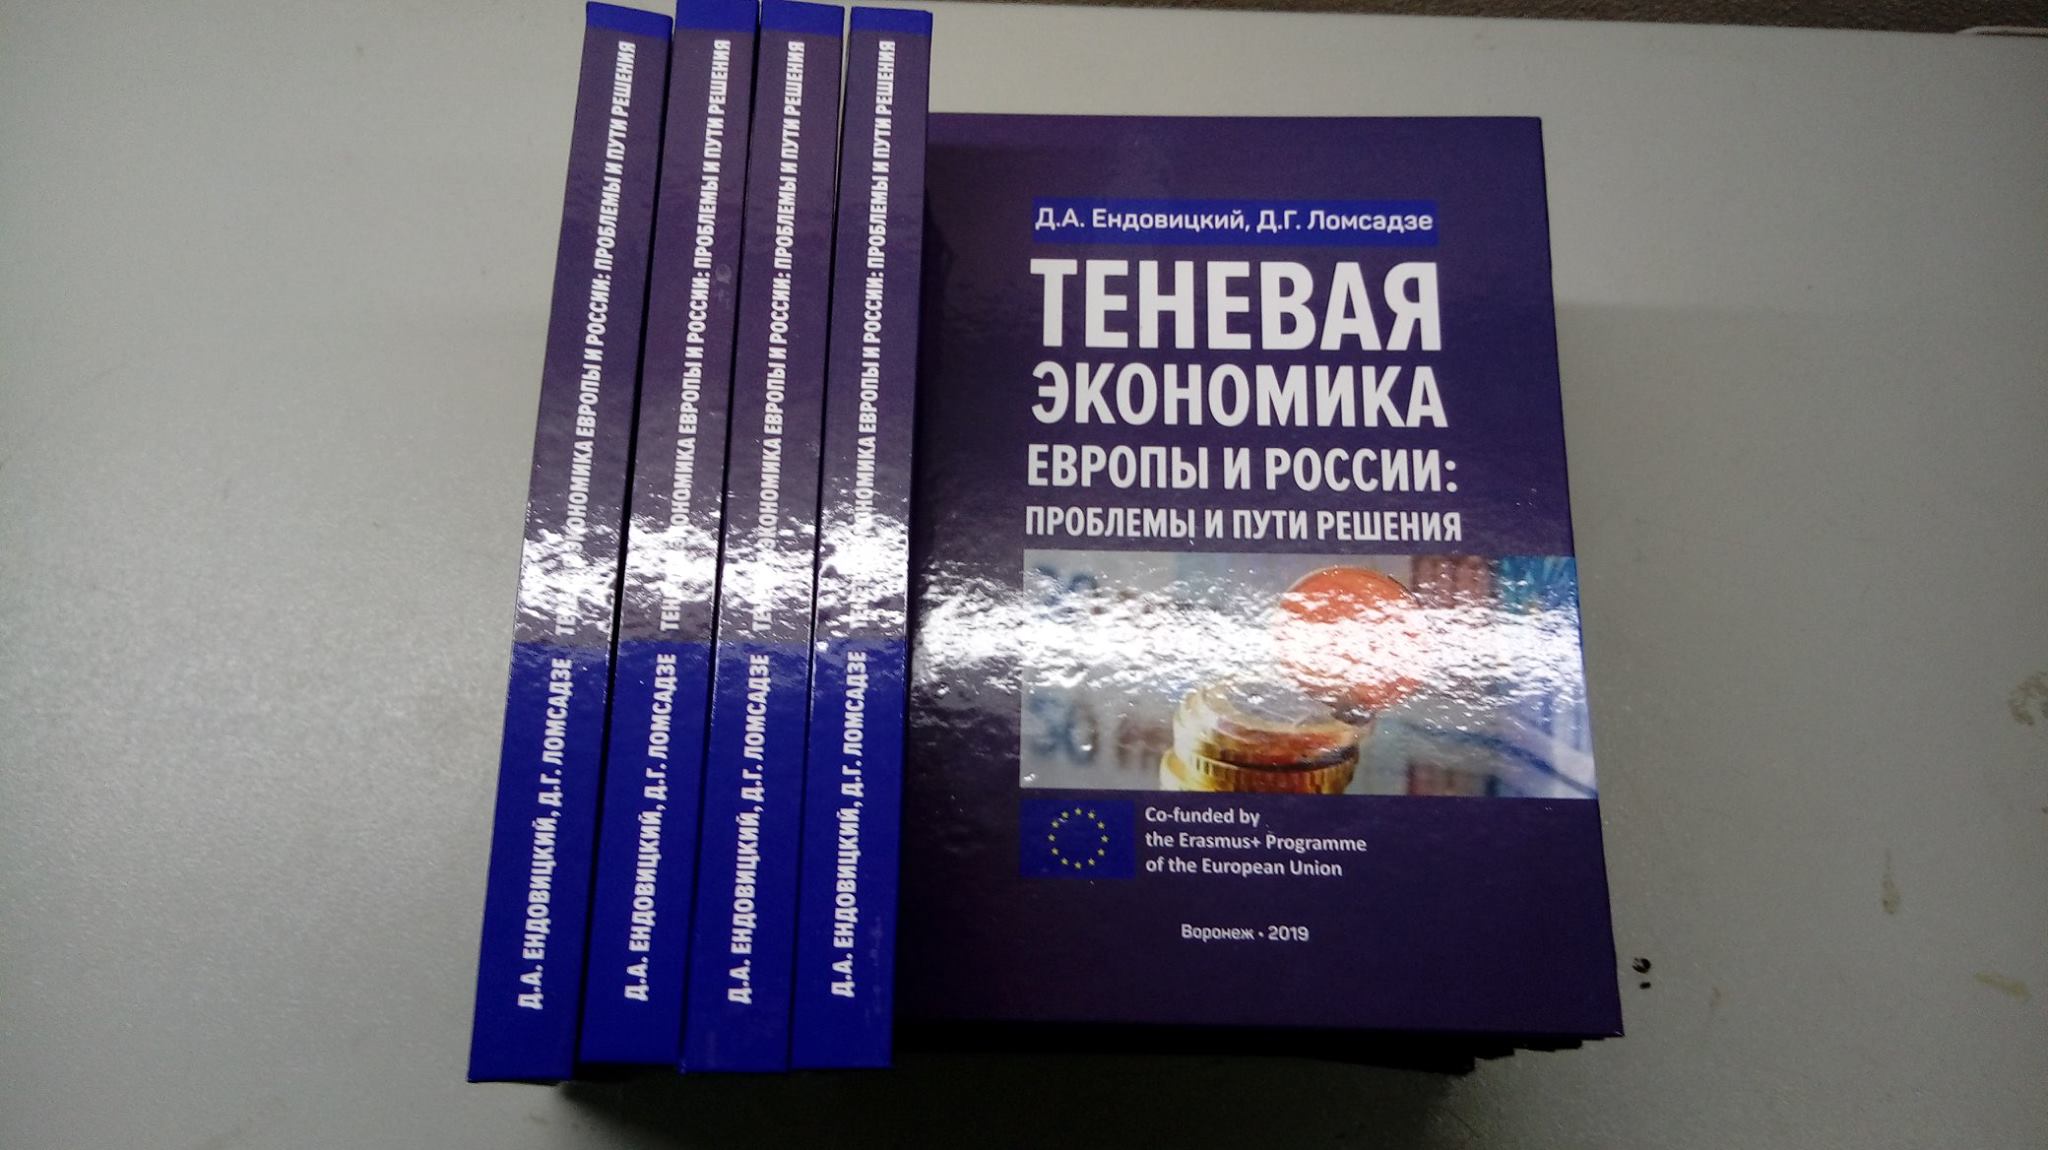 Д.А. ЕНДОВИЦКИЙ, Д.Г. ЛОМСАДЗЕ ЭКОНОМИКА ЕВРОПЫ И РОССИИ: ПРОБЛЕМЫ И ПУТИ РЕШЕНИЯ
Д.А. ЕНДОВИЦКИЙ, Д.Г. ЛОМСАДЗЕ ЭКОНОМИКА ЕВРОПЫ И РОССИИ: ПРОБЛЕМЫ И ПУТИ РЕШЕНИЯ
Д.А. ЕНДОВИЦКИЙ, Д.Г. ЛОМСАДЗЕ ЭКОНОМИКА ЕВРОПЫ И РОССИИ: ПРОБЛЕМЫ И ПУТИ РЕШЕНИЯ
Д.А. ЕНДОВИЦКИЙ, Д.Г. ЛОМСАДЗЕ ЭКОНОМИКА ЕВРОПЫ И РОССИИ: ПРОБЛЕМЫ И ПУТИ РЕШЕНИЯ
Д.А. Ендовицкий, Д.Г. Ломсадзе
ТЕНЕВАЯ
ЭКОНОМИКА
ЕВРОПЫ И РОССИИ:
ПРОБЛЕМЫ И ПУТИ РЕШЕНИЯ
Co-funded by
the Erasmus+ Programme
of the European Union
Воронеж • 2019